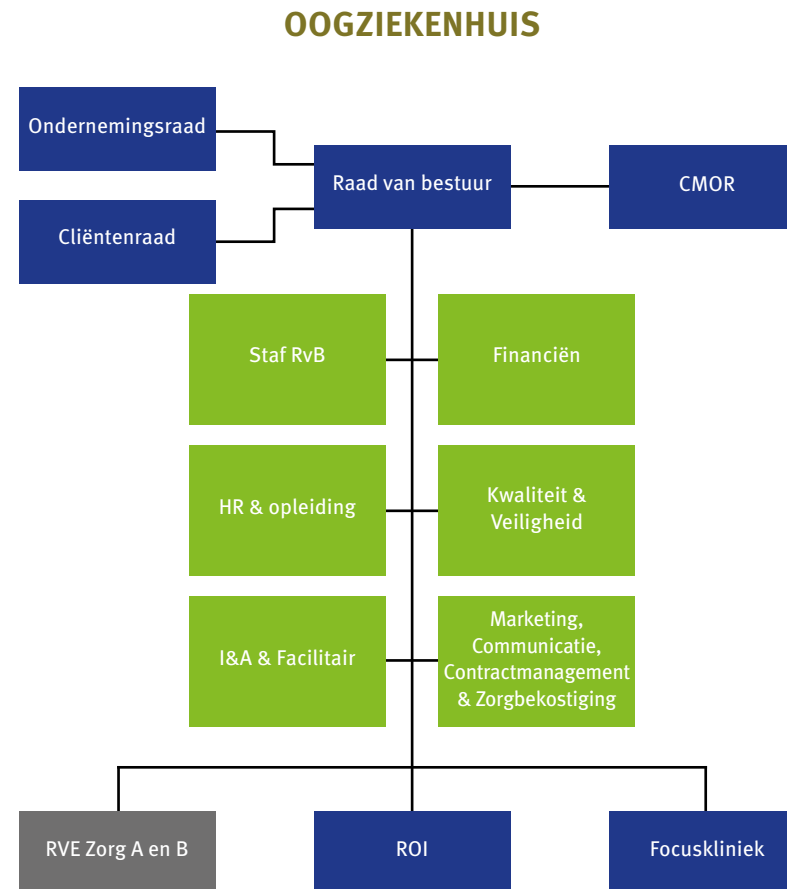 OOGZIEKENHUIS
Ondernemingsraad
Raad van bestuur
CMOR
Cliëntenraad
Staf RvB
Financiën
HR & opleiding
Kwaliteit &
Veiligheid
I&A & Facilitair
Marketing,
Communicatie,
Contractmanagement
& Zorgbekostiging
RVE Zorg A en B
ROI
Focuskliniek